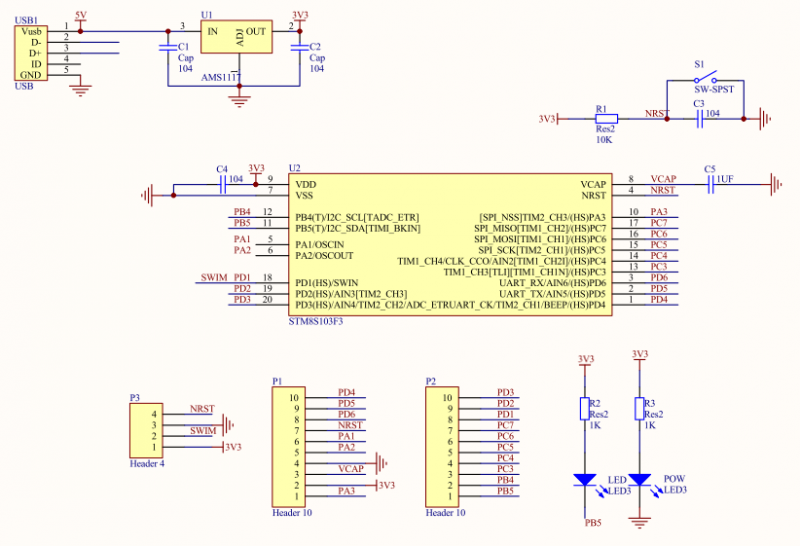 USB1
5V
U1
3V3
Vusb 1
D- 2
D+ 3
ID 4
GND 5
USB
C1
Cap
104
3 IN OUT 2
ADJ
1
AMS1117
C2
Cap
104
S1
SW-SPST
3V3
R1
Res2
10K
NRST
C3
104
C4
104
3V3
U2
9 VDD
7 VSS
12 PB4 PB4(T)/I2C_SCL[TADC_ETR]
11 PB5 PB5(T)/I2C_SDA[TIMI_BKIN]
PA1 5 PA1/OSCIN
PA2 6 PA2/OSCOUT
SWIM PD1 18 PD1(HS)/SWIN
PD2 19 PD2(HS)/AIN3[TIM2_CH3]
PD3 20 PD3(HS)/AIN4/TIM2_CH2/ADC_ETR
VCAP 8 VCAP
NRST 4 NRST
C5
1UF
[SPI_NSS]TIM2_CH3/(HS)PA3 10 PA3
SPI_MISO[TIM1_CH2]/(HS)PC7 17 PC7
SPI_MOSI[TIM1_CH1]/(HS)PC6 16 PC6
SPI_SCK[TIM2_CH1]/(HS)PC5 15 PC5
TIM1_CH4/CLK_CCO/AIN2[TIM1_CH2I]/(HS)PC4 14 PC4
TIM1_CH3[TLI][TIM1_CH1N]/(HS)PC3 13 PC3
UART_RX/AIN6/(HS)PD6 3 PD6
UART_TX/AIN5/(HS)PD5 2 PD5
UART_CK/TIM2_CH1/BEEP/(HS)PD4 1 PD4
STM8S103F3
P3
4 NRST
3
2 SWIM
1 3V3
Header 4
P1
10 PD4
9 PD5
8 PD6
7 NRST
6 PA1
5 PA2
4
3 VCAP
2 3V3
1 PA3
Header 10
P2
10 PD3
9 PD2
8 PD1
7 PC7
6 PC6
5 PC5
4 PC4
3 PC3
2 PB4
1 PB5
Header 10
3V3
R2
Res2
1K
LED
LED3
PB5
3V3
R3
Res2
1K
POW
LED3